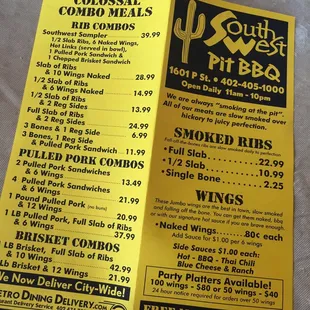 COLOSSAL
COMBO MEALS
RIB COMBOS
Southwest Sampler 39.99
1/2 Slab Ribs, 6 Naked Wings,
Hot Links (served in bowl),
1 Pulled Pork Sandwich &
1 Chopped Brisket Sandwich
Slab of Ribs
& 10 Wings Naked 28.99
1/2 Slab of Ribs
& 6 Wings 14.99
1/2 Slab of Ribs
& 2 Reg Sides 13.99
Full Slab of Ribs
& 2 Reg Sides 24.99
3 Bones & 1 Reg Side 6.99
3 Bones, 1 Reg Side
& Pulled Pork Sandwich 11.99
PULLED PORK COMBOS
2 Pulled Pork Sandwiches
& 6 Wings 13.49
4 Pulled Pork Sandwiches
& 6 Wings 21.99
1 Pound Pulled Pork (no buns)
& 12 Wings 20.99
1 LB Pulled Pork, Full Slab of Ribs
& 6 Wings 37.99
BRISKET COMBOS
LB Brisket, Full Slab of Ribs
& 10 Wings 42.99
Lb Brisket & 12 Wings 21.99
We Now Deliver City-Wide!
METRO DINING DELIVERY.COM
South
West
Pit BBQ
1601 P St. • 402-405-1000
Open Daily 11am - 10pm
We are always "smoking at the pit".
All of our meats are slow smoked over
hickory to juicy perfection.
SMOKED RIBS
• Full Slab 22.99
• 1/2 Slab 10.99
• Single Bone 2.25
WINGS
These Jumbo wings are the best in town, slow smoked
and falling off the bone. You can get them naked, bbq
or with our signature hot sauce if you are brave enough.
• Naked Wings 80¢ each
Add Sauce for $1.00 per 6 wings
Side Sauces $1.00 each:
Hot - BBQ - Thai Chili
Blue Cheese & Ranch
Party Platters Available!
100 wings - $80 or 50 wings - $40
24 hour notice required for orders over 50 wings